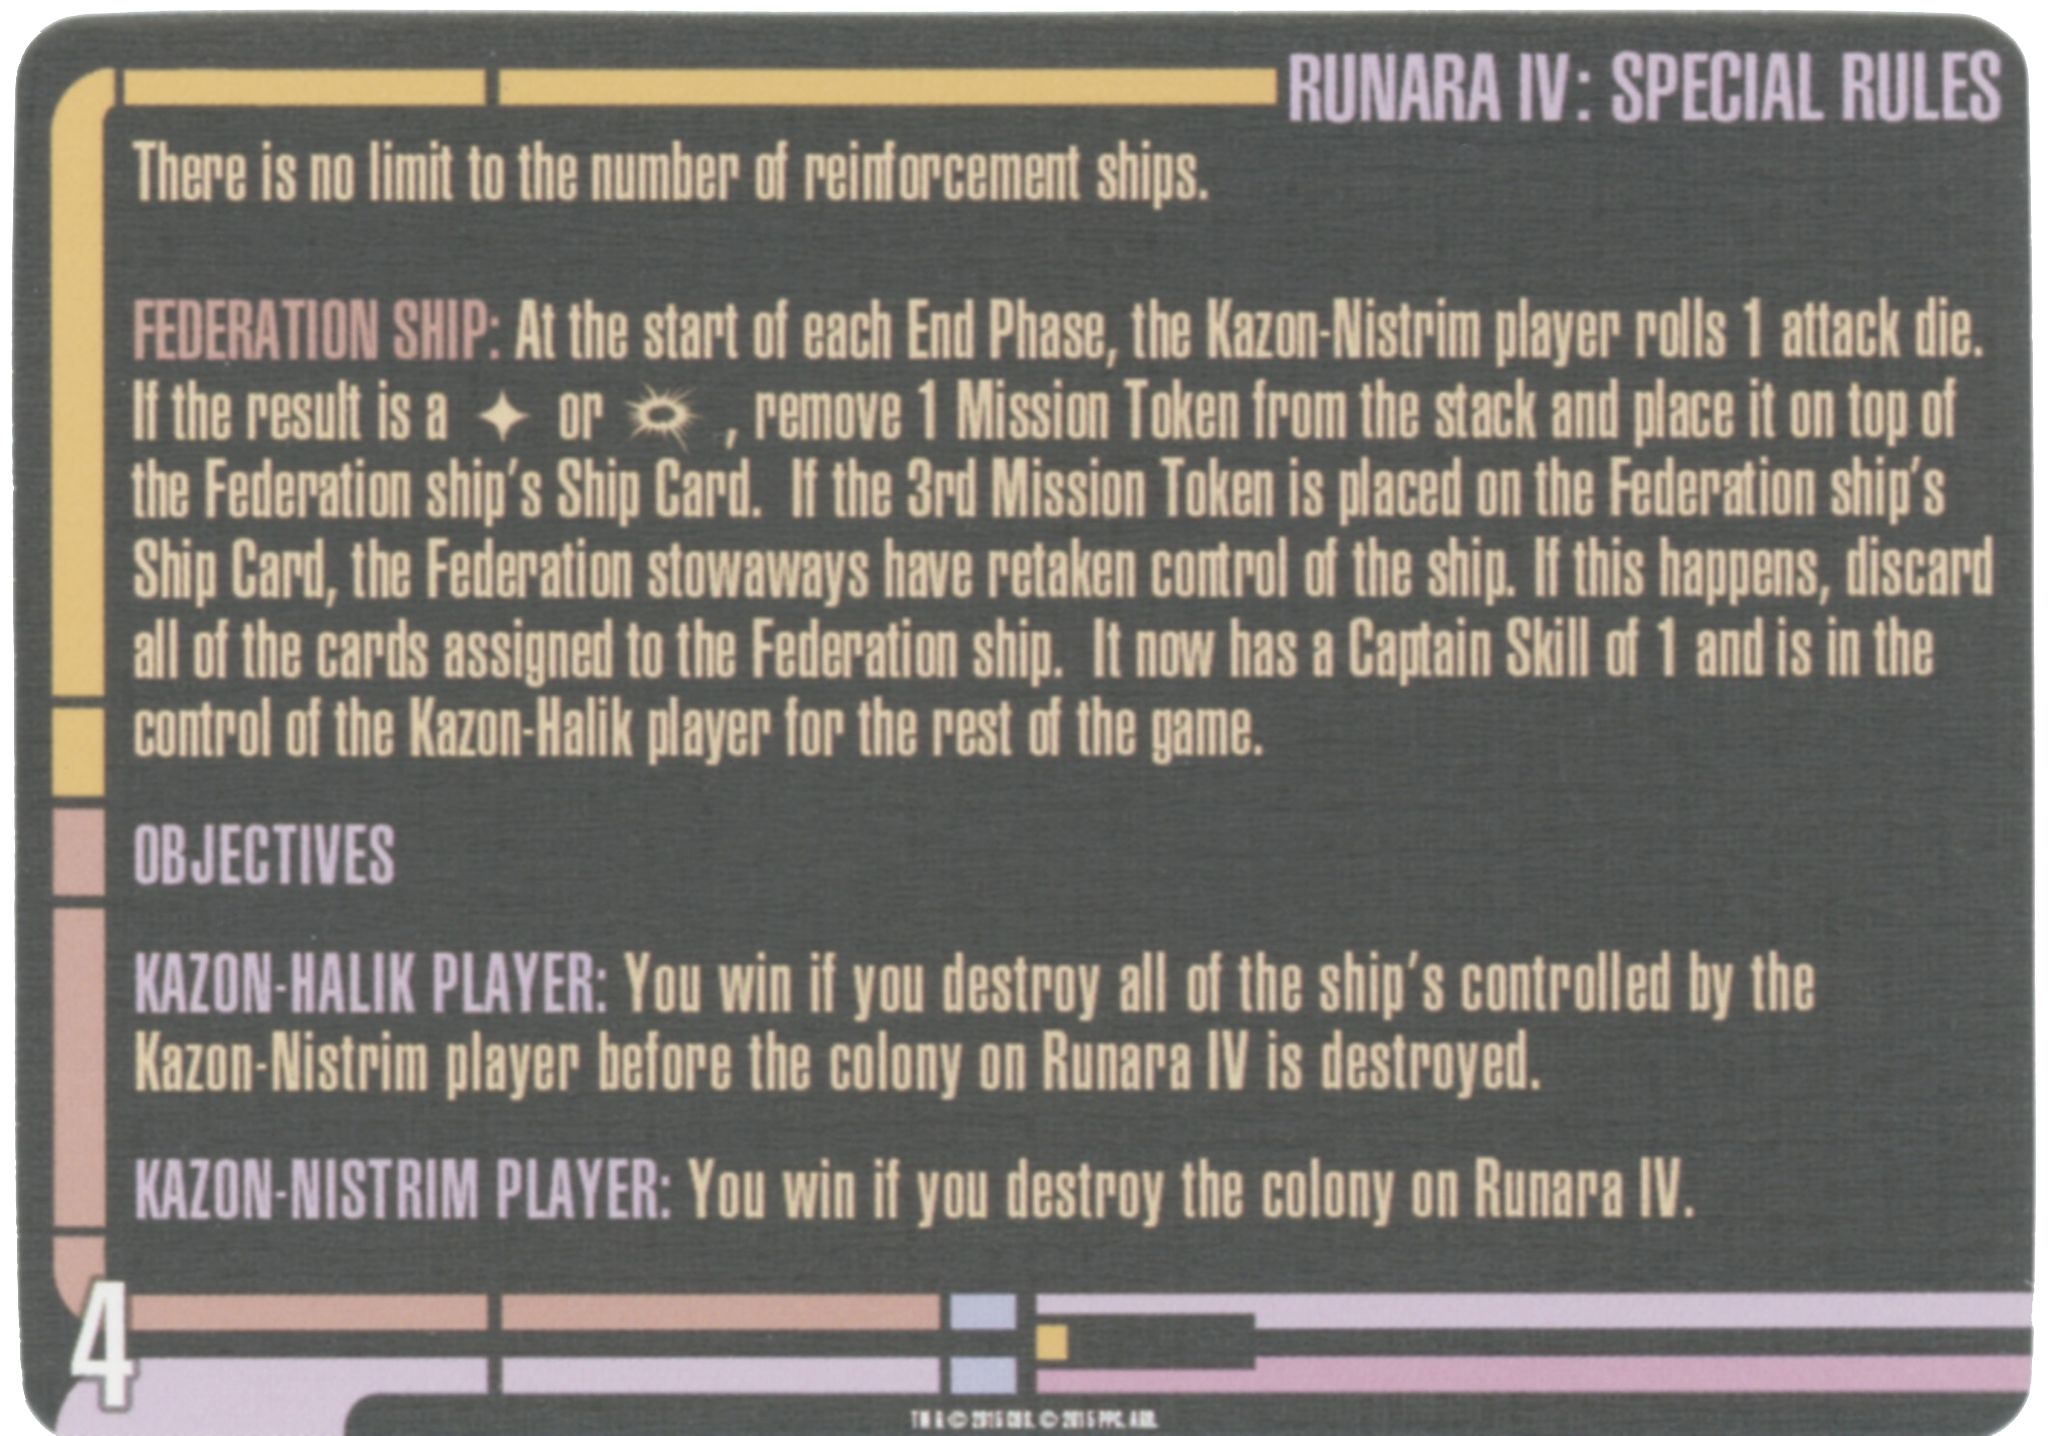 RUNARA IV: SPECIAL RULES
There is no limit to the number of reinforcement ships.
FEDERATION SHIP: At the start of each End Phase, the Kazon-Nistrim player rolls 1 attack die.
If the result is a or , remove 1 Mission Token from the stack and place it on top of
the Federation ship's Ship Card. If the 3rd Mission Token is placed on the Federation ship's
Ship Card, the Federation stowaways have retaken control of the ship. If this happens, discard
all of the cards assigned to the Federation ship. It now has a Captain Skill of 1 and is in the
control of the Kazon-Halik player for the rest of the game.
OBJECTIVES
KAZON-HALIK PLAYER: You win if you destroy all of the ship's controlled by the
Kazon-Nistrim player before the colony on Runara IV is destroyed.
KAZON-NISTRIM PLAYER: You win if you destroy the colony on Runara IV.
4